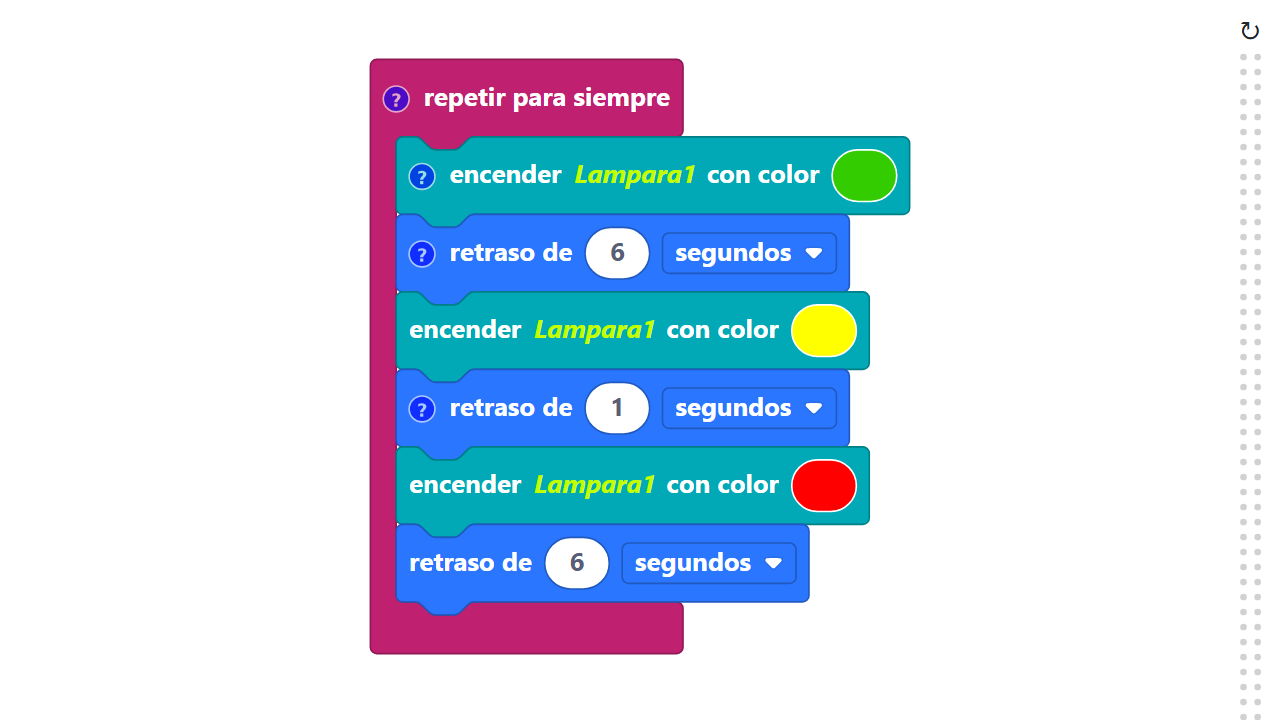 ? repetir para siempre
? encender Lampara1 con color
? retraso de 6 segundos
encender Lampara1 con color
? retraso de 1 segundos
encender Lampara1 con color
retraso de 6 segundos